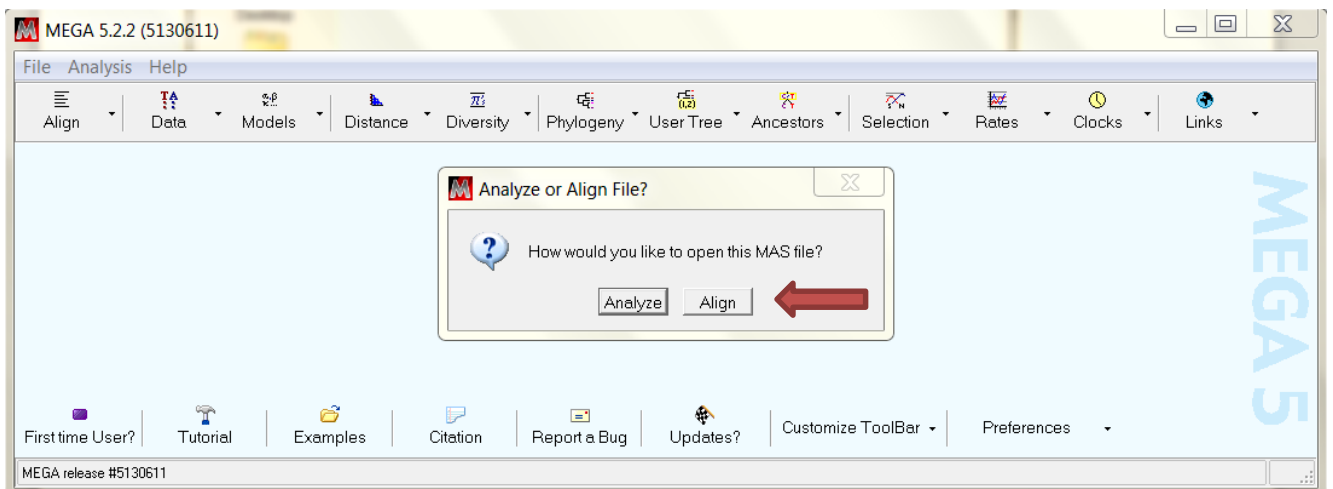 MEGA 5.2.2 (5130611)
File Analysis Help
Align Data Models Distance Diversity Phylogeny User Tree Ancestors Selection Rates Clocks Links
Analyze or Align File?
How would you like to open this MAS file?
Analyze Align
MEGA 5
First time User? Tutorial Examples Citation Report a Bug Updates? Customize ToolBar Preferences
MEGA release #5130611